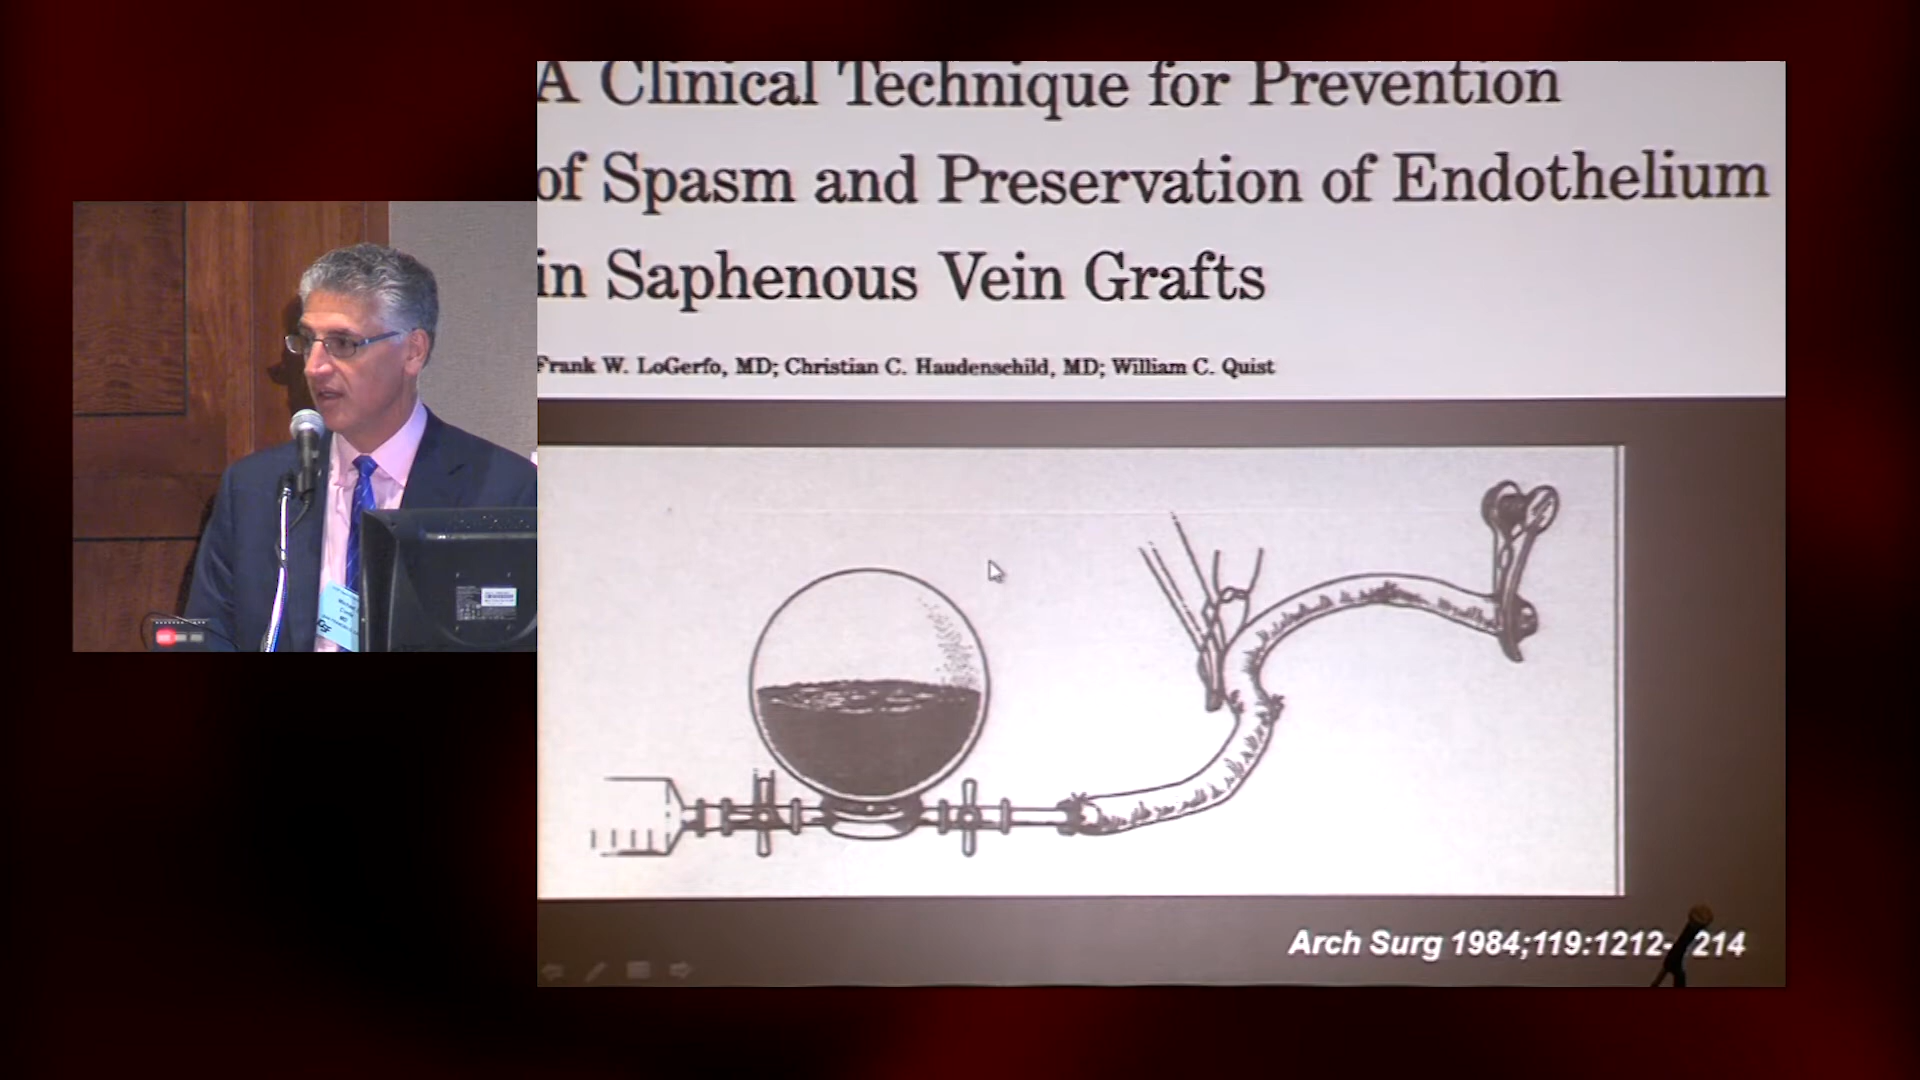 A Clinical Technique for Prevention
of Spasm and Preservation of Endothelium
in Saphenous Vein Grafts
Frank W. LoGerfo, MD; Christian C. Haudenschild, MD; William C. Quist
Arch Surg 1984;119:1212- 214
MD